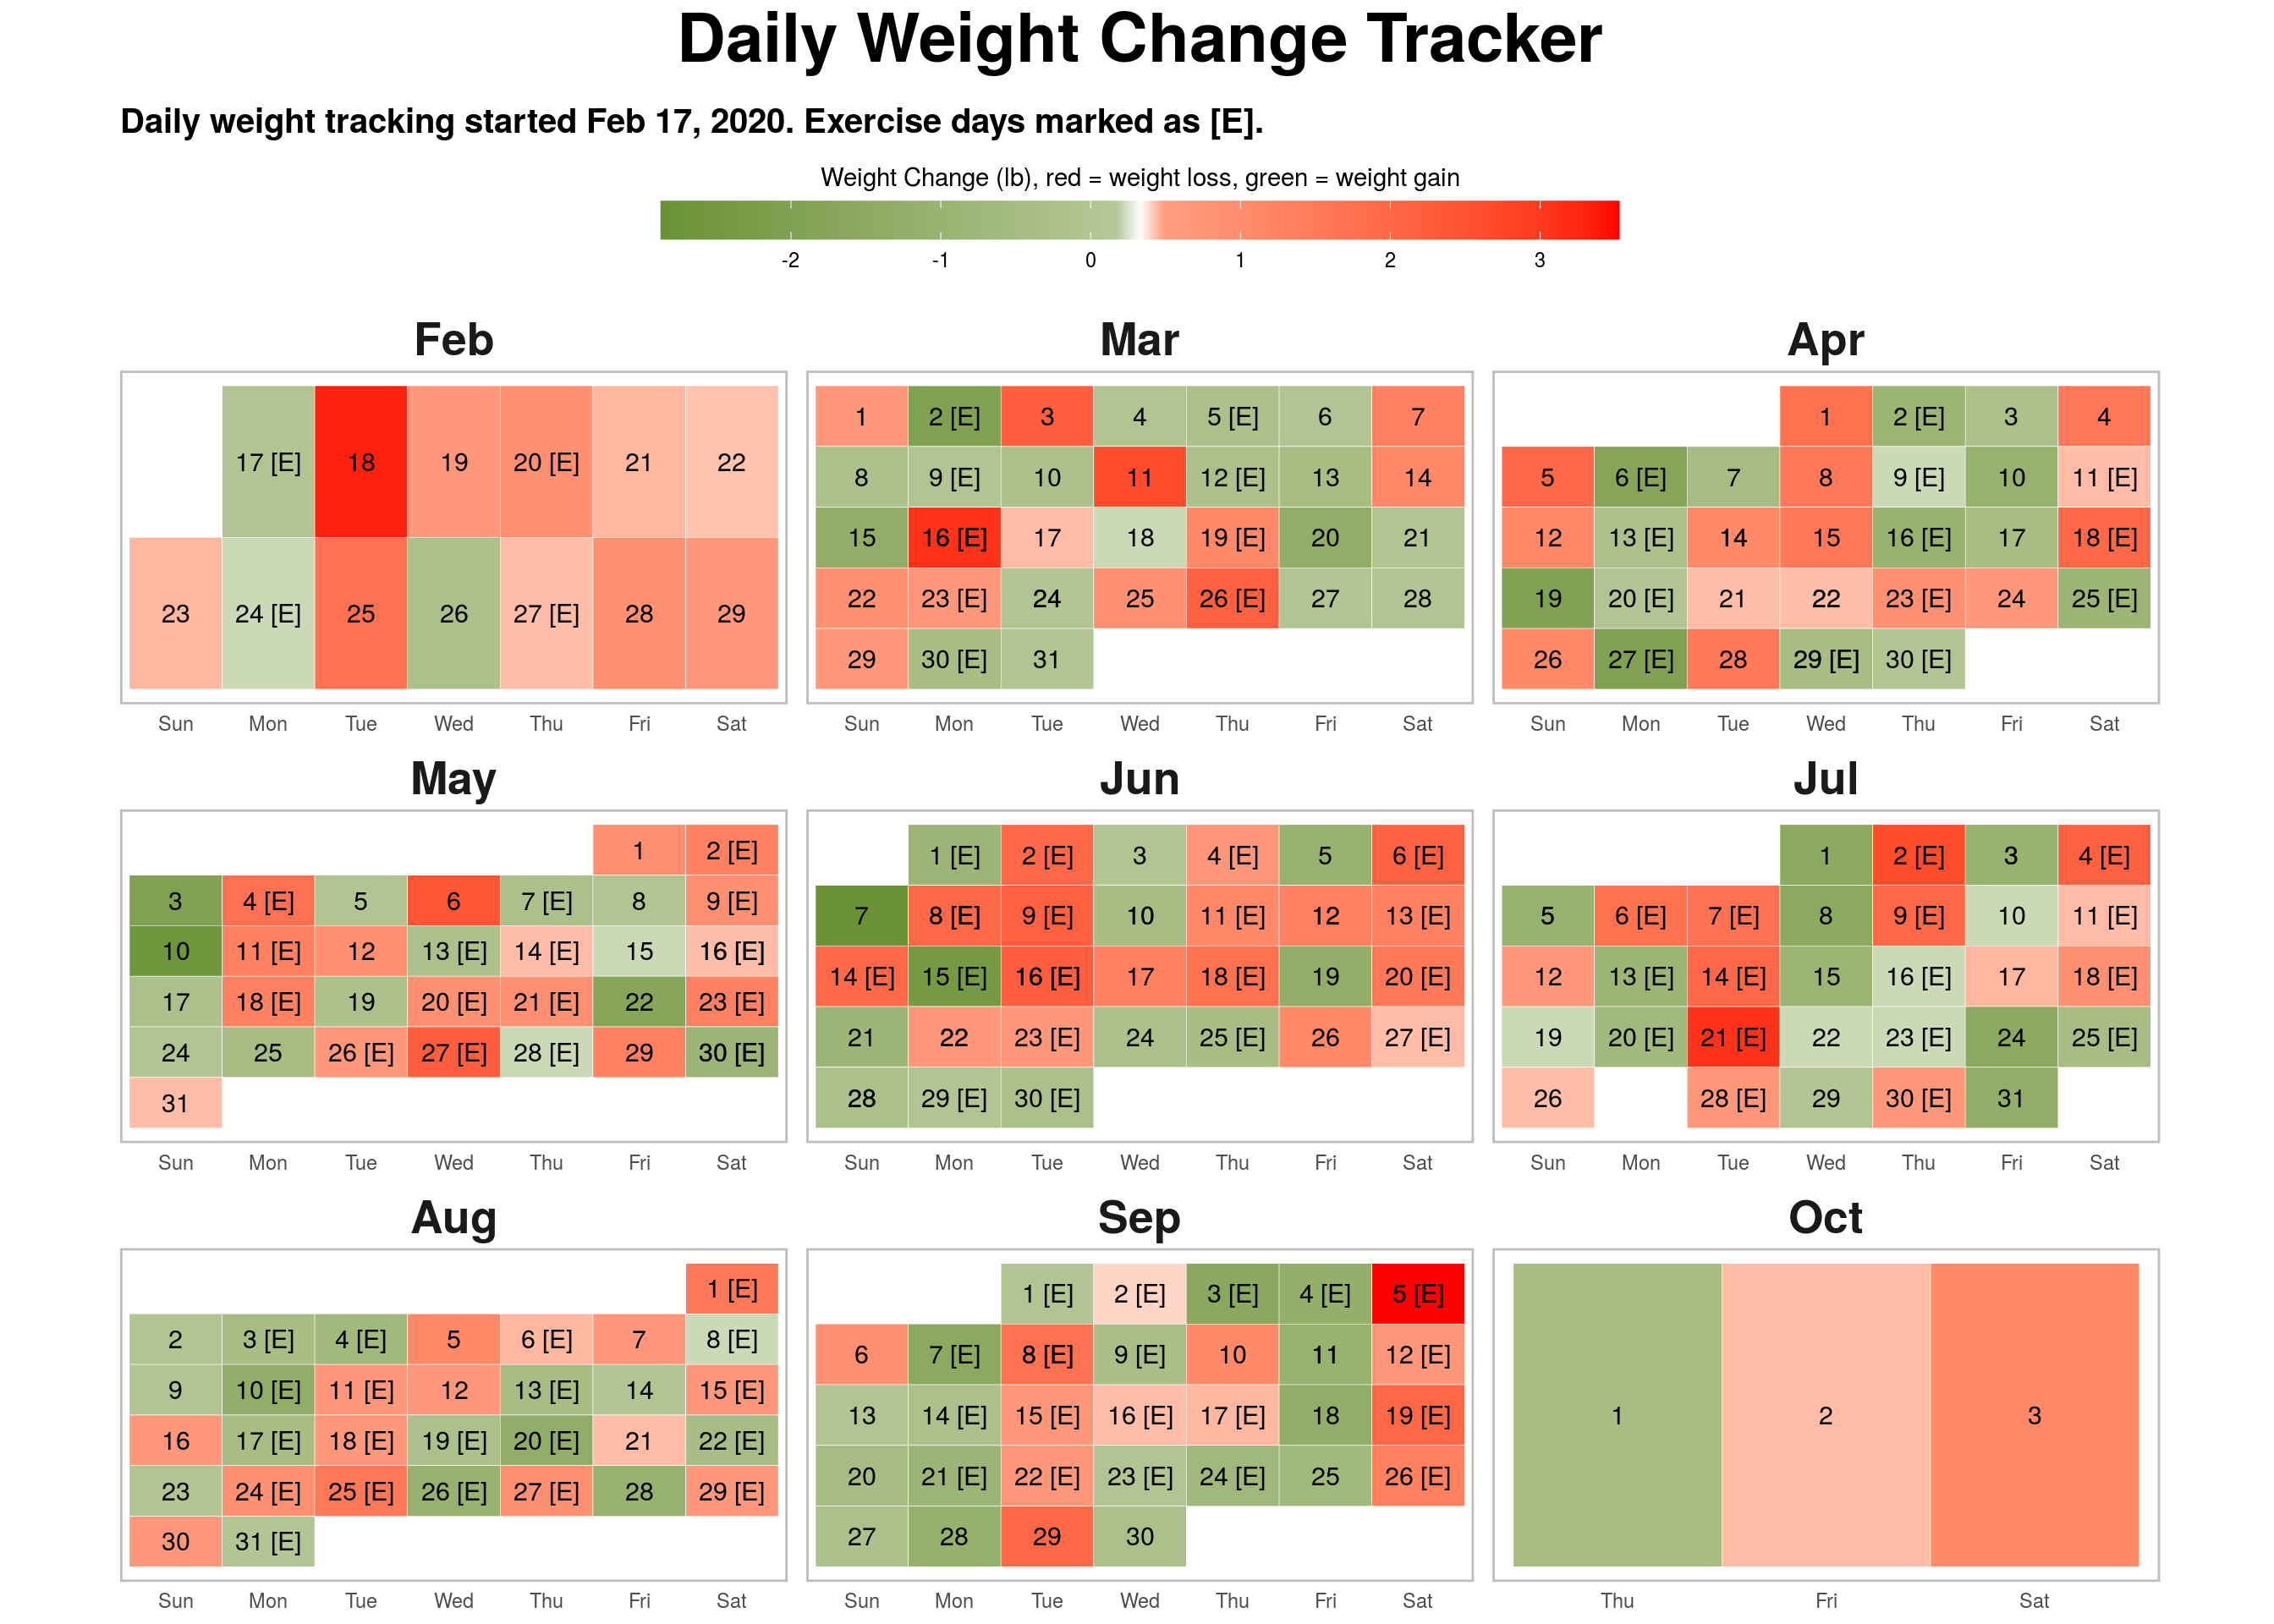 Daily Weight Change Tracker
Daily weight tracking started Feb 17, 2020. Exercise days marked as [E].
Weight Change (lb), red = weight loss, green = weight gain
-2 -1 0 1 2 3
Feb
17 [E] 18 19 20 [E] 21 22
23 24 [E] 25 26 27 [E] 28 29
Sun Mon Tue Wed Thu Fri Sat
Mar
1 2 [E] 3 4 5 [E] 6 7
8 9 [E] 10 11 12 [E] 13 14
15 16 [E] 17 18 19 [E] 20 21
22 23 [E] 24 25 26 [E] 27 28
29 30 [E] 31
Sun Mon Tue Wed Thu Fri Sat
Apr
1 2 [E] 3 4
5 6 [E] 7 8 9 [E] 10 11 [E]
12 13 [E] 14 15 16 [E] 17 18 [E]
19 20 [E] 21 22 23 [E] 24 25 [E]
26 27 [E] 28 29 [E] 30 [E]
Sun Mon Tue Wed Thu Fri Sat
May
1 2 [E]
3 4 [E] 5 6 7 [E] 8 9 [E]
10 11 [E] 12 13 [E] 14 [E] 15 16 [E]
17 18 [E] 19 20 [E] 21 [E] 22 23 [E]
24 25 26 [E] 27 [E] 28 [E] 29 30 [E]
31
Sun Mon Tue Wed Thu Fri Sat
Jun
1 [E] 2 [E] 3 4 [E] 5 6 [E]
7 8 [E] 9 [E] 10 11 [E] 12 13 [E]
14 [E] 15 [E] 16 [E] 17 18 [E] 19 20 [E]
21 22 23 [E] 24 25 [E] 26 27 [E]
28 29 [E] 30 [E]
Sun Mon Tue Wed Thu Fri Sat
Jul
1 2 [E] 3 4 [E]
5 6 [E] 7 [E] 8 9 [E] 10 11 [E]
12 13 [E] 14 [E] 15 16 [E] 17 18 [E]
19 20 [E] 21 [E] 22 23 [E] 24 25 [E]
26 28 [E] 29 30 [E] 31
Sun Mon Tue Wed Thu Fri Sat
Aug
1 [E]
2 3 [E] 4 [E] 5 6 [E] 7 8 [E]
9 10 [E] 11 [E] 12 13 [E] 14 15 [E]
16 17 [E] 18 [E] 19 [E] 20 [E] 21 22 [E]
23 24 [E] 25 [E] 26 [E] 27 [E] 28 29 [E]
30 31 [E]
Sun Mon Tue Wed Thu Fri Sat
Sep
1 [E] 2 [E] 3 [E] 4 [E] 5 [E]
6 7 [E] 8 [E] 9 [E] 10 11 12 [E]
13 14 [E] 15 [E] 16 [E] 17 [E] 18 19 [E]
20 21 [E] 22 [E] 23 [E] 24 [E] 25 26 [E]
27 28 29 30
Sun Mon Tue Wed Thu Fri Sat
Oct
1 2 3
Thu Fri Sat